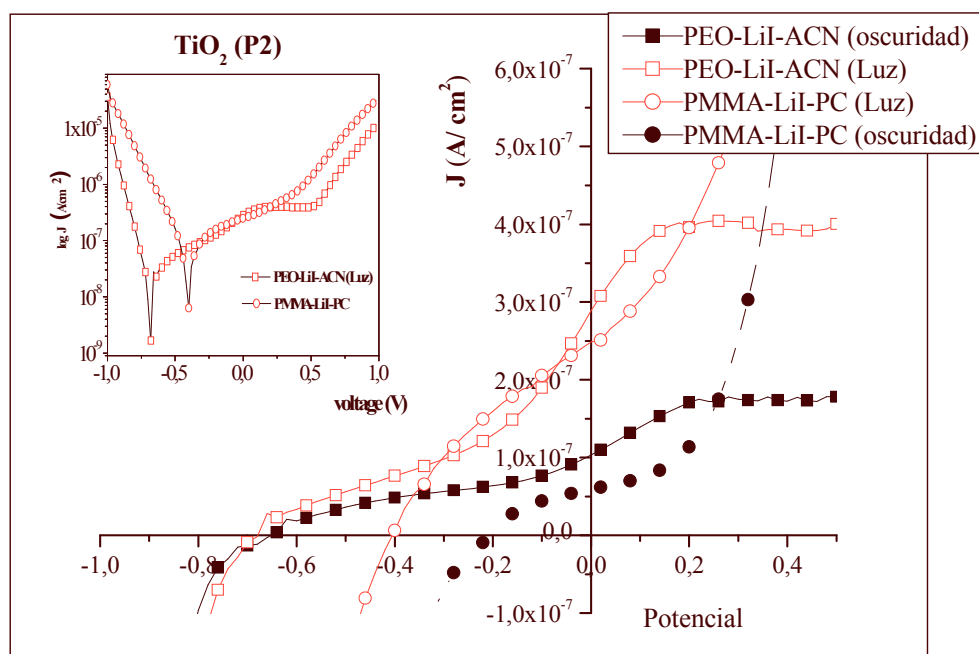 TiO2 (P2)
PEO-LiI-ACN (oscuridad)
PEO-LiI-ACN (Luz)
PMMA-LiI-PC (Luz)
PMMA-LiI-PC (oscuridad)
J (A/ cm2)
6,0x10-7
5,0x10-7
4,0x10-7
3,0x10-7
2,0x10-7
1,0x10-7
0,0
-1,0x10-7
-1,0 -0,8 -0,6 -0,4 -0,2 0,0 0,2 0,4
Potencial
log J (A/cm-2)
1x10-5
10-6
10-7
10-8
10-9
PEO-LiI-ACN(Luz)
PMMA-LiI-PC
-1,0 -0,5 0,0 0,5 1,0
voltage (V)